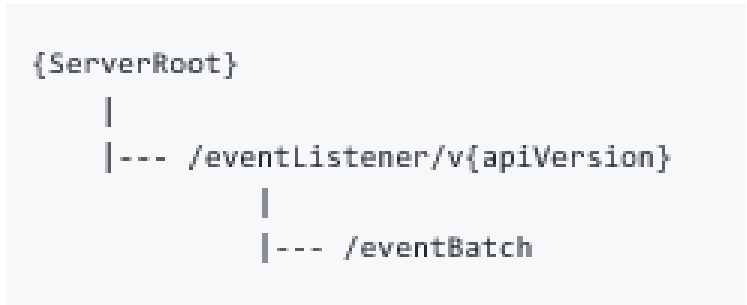 {ServerRoot}
|
|--- /eventListener/v{apiVersion}
|
|--- /eventBatch